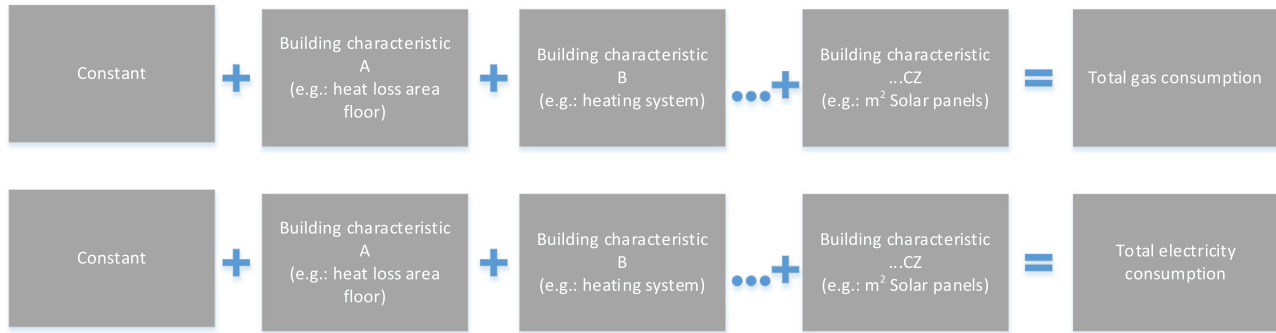 Constant
+
Building characteristic
A
(e.g.: heat loss area
floor)
+
Building characteristic
B
(e.g.: heating system)
...+
Building characteristic
...CZ
(e.g.: m² Solar panels)
=
Total gas consumption
Constant
+
Building characteristic
A
(e.g.: heat loss area
floor)
+
Building characteristic
B
(e.g.: heating system)
...+
Building characteristic
...CZ
(e.g.: m² Solar panels)
=
Total electricity
consumption